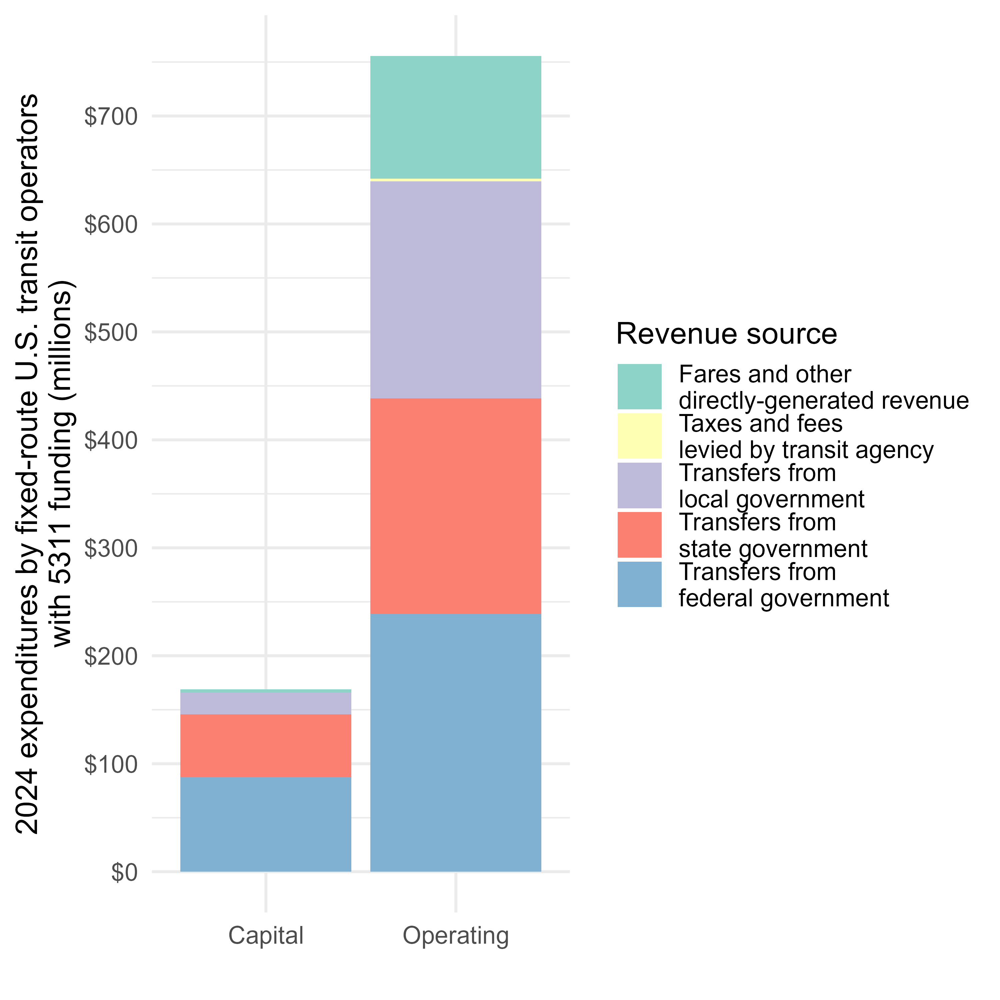 2024 expenditures by fixed-route U.S. transit operators
with 5311 funding (millions)
$700
$600
$500
$400
$300
$200
$100
$0
Capital
Operating
Revenue source
Fares and other
directly-generated revenue
Taxes and fees
levied by transit agency
Transfers from
local government
Transfers from
state government
Transfers from
federal government